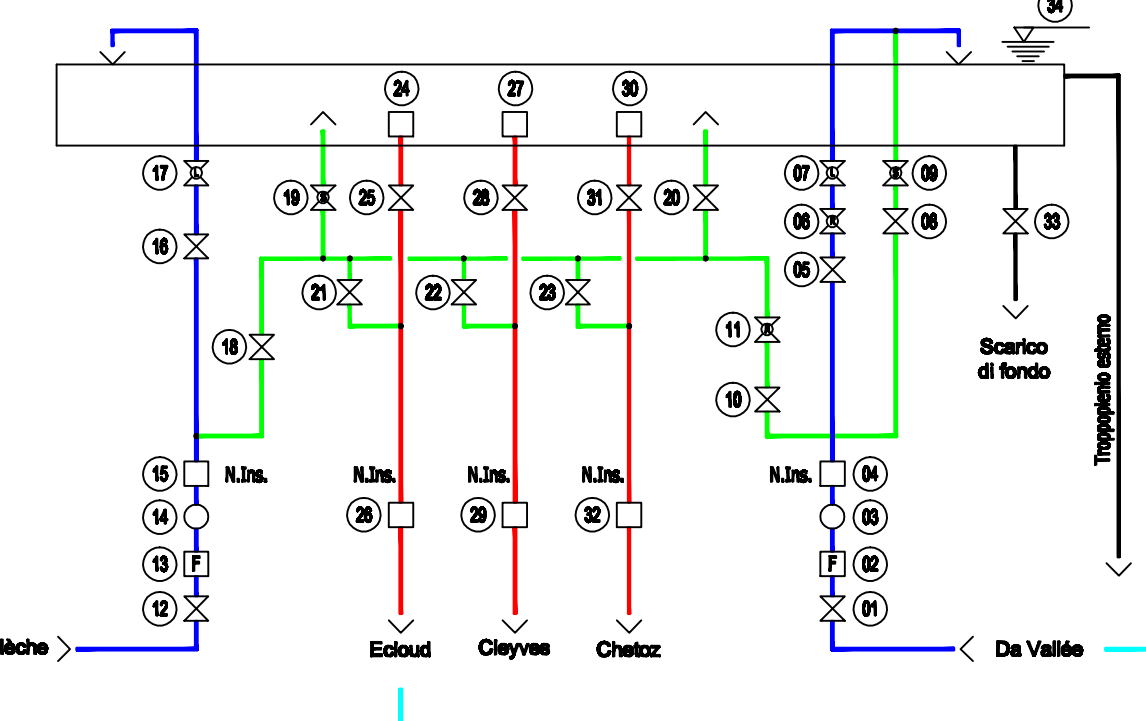 34
24
27
30
17
L
19
S
25
28
31
20
07
L
S
09
16
06
R
08
33
05
21
22
23
18
11
R
10
Scarico
di fondo
Troppopienio esterno
15
N.Ins.
N.Ins.
N.Ins.
N.Ins.
N.Ins.
04
14
26
29
32
03
13
F
F
02
12
01
lèche
Ecloud
Cleyves
Chetoz
Da Vallée